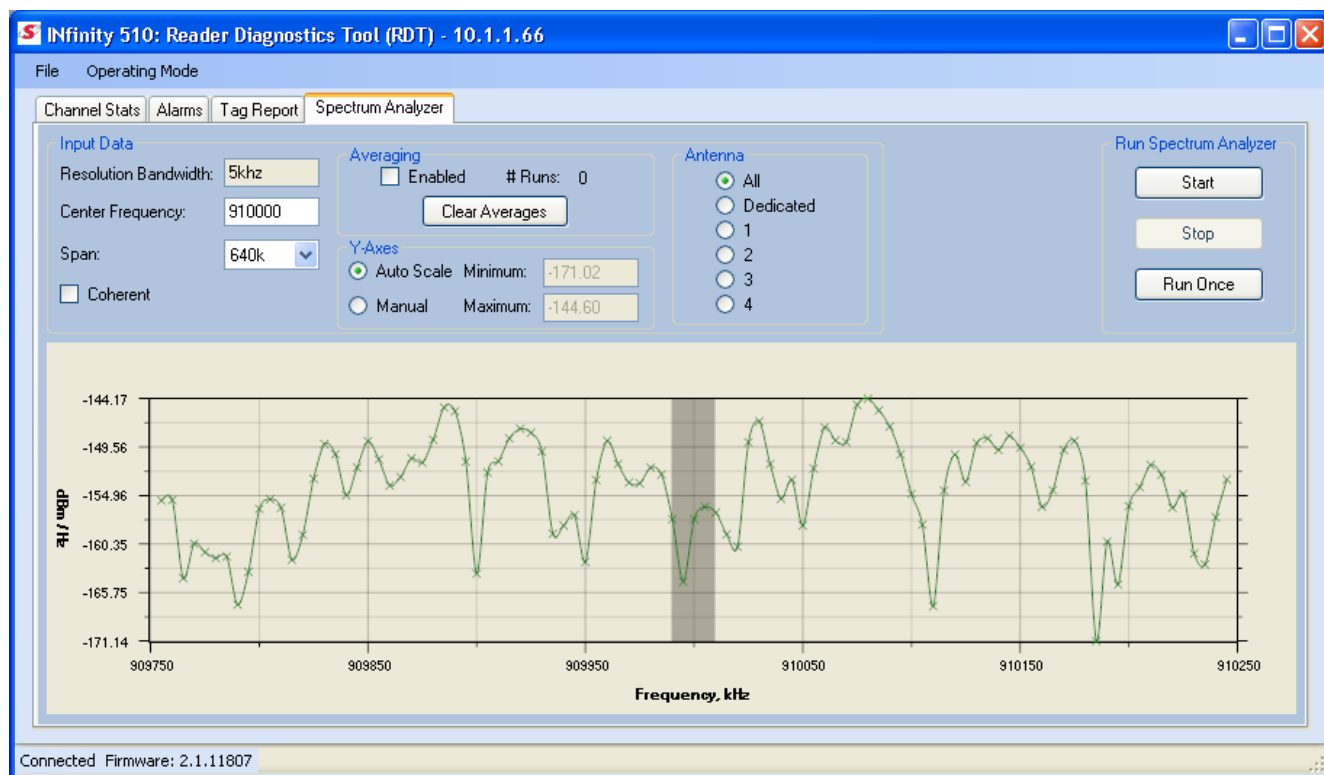 INfinity 510: Reader Diagnostics Tool (RDT) - 10.1.1.66
File Operating Mode
Channel Stats Alarms Tag Report Spectrum Analyzer
Input Data
Resolution Bandwidth: 5khz
Center Frequency: 910000
Span: 640k
Coherent
Averaging
Enabled # Runs: 0
Clear Averages
Y-Axes
Auto Scale Minimum: -171.02
Manual Maximum: -144.60
Antenna
All
Dedicated
1
2
3
4
Run Spectrum Analyzer
Start
Stop
Run Once
dBm / Hz
-144.17
-149.56
-154.96
-160.35
-165.75
-171.14
909750 909850 909950 910050 910150 910250
Frequency, kHz
Connected Firmware: 2.1.11807